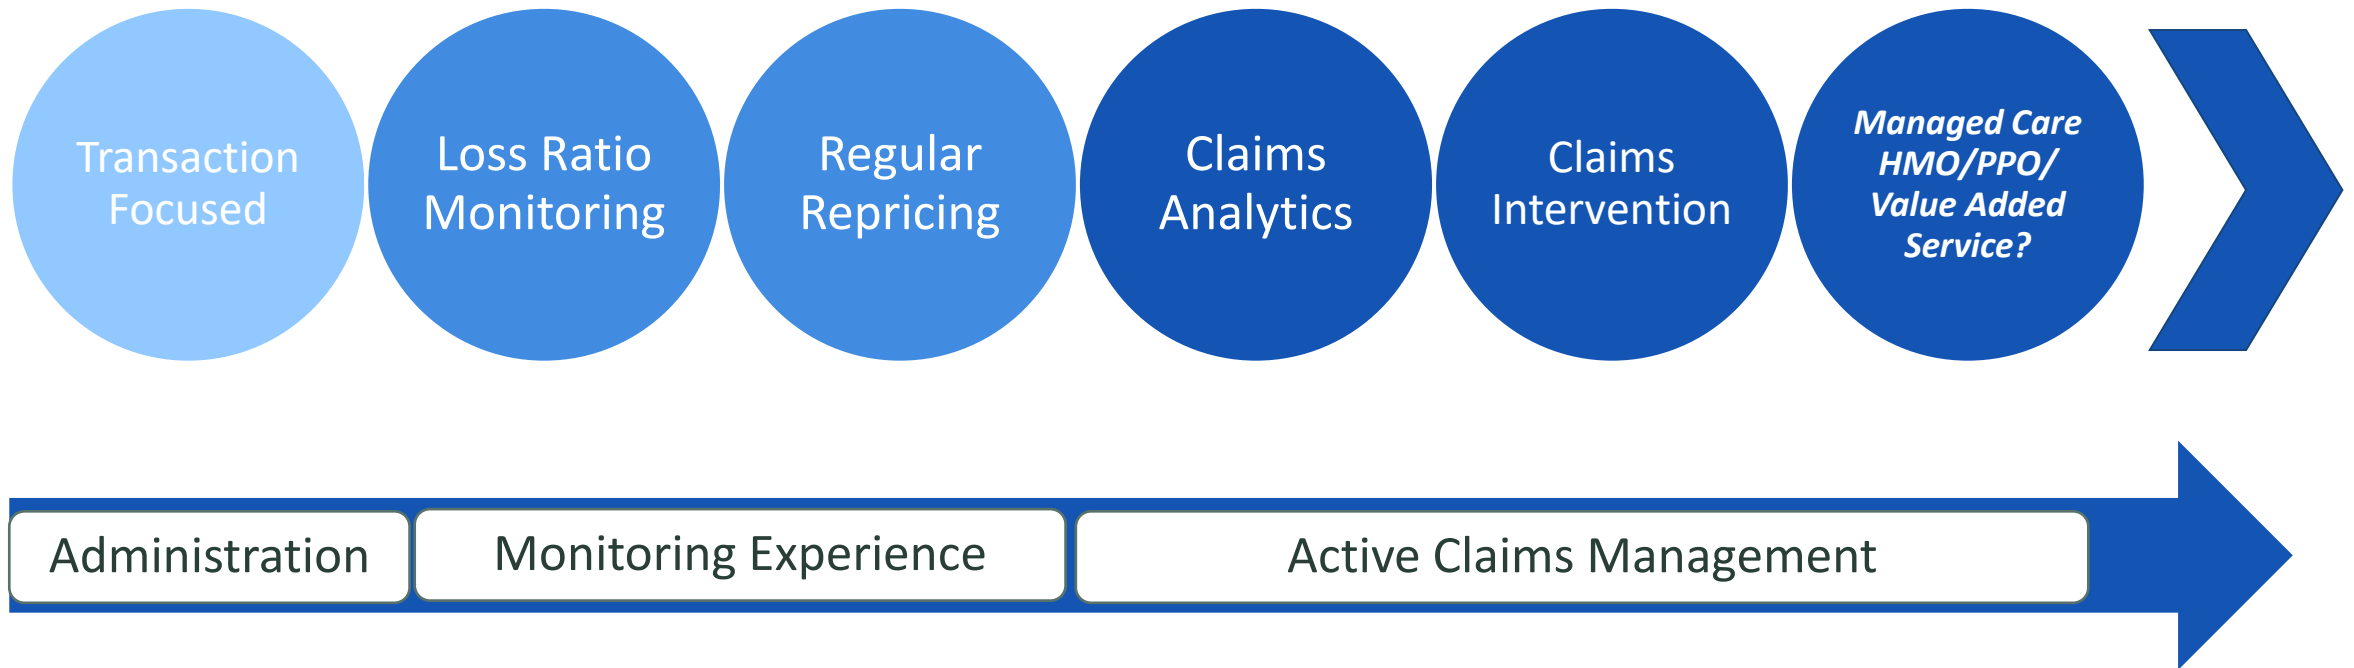 Transaction
Focused
Loss Ratio
Monitoring
Regular
Repricing
Claims
Analytics
Claims
Intervention
Managed Care
HMO/PPO/
Value Added
Service?
Administration
Monitoring Experience
Active Claims Management